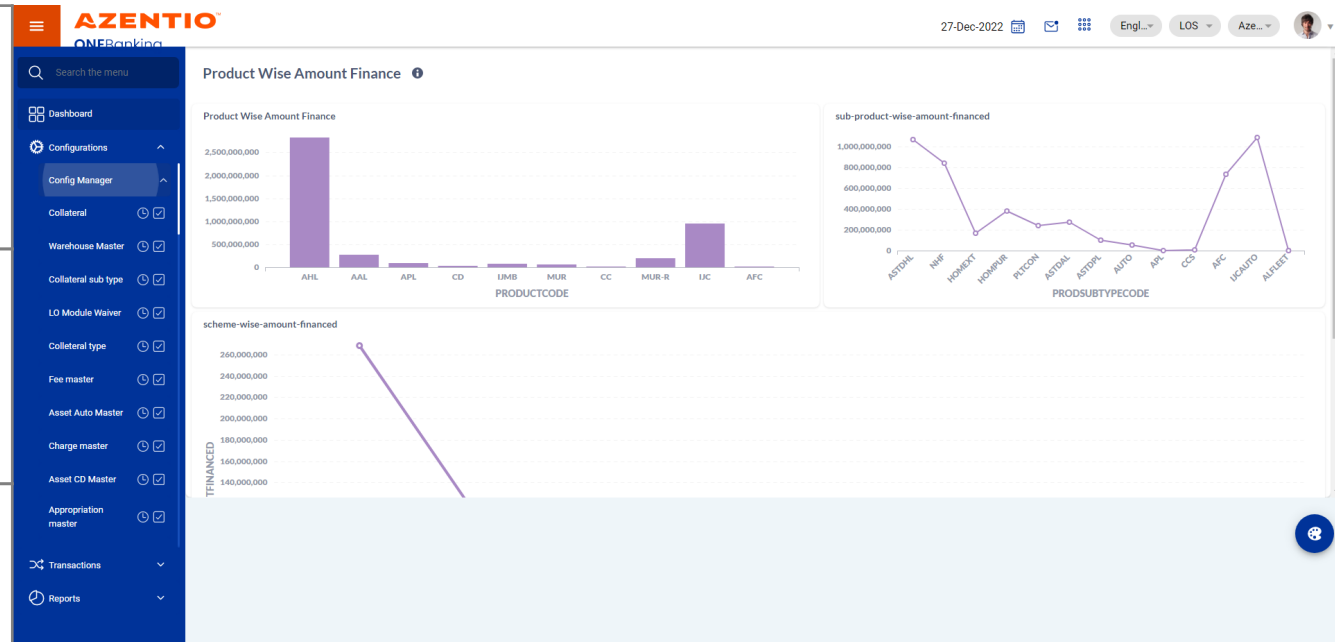 AZENTIO™
ONEBanking
27-Dec-2022
Engl...
LOS
Aze...
Search the menu
Dashboard
Configurations
Config Manager
Collateral
Warehouse Master
Collateral sub type
LO Module Waiver
Colleteral type
Fee master
Asset Auto Master
Charge master
Asset CD Master
Appropriation
master
Transactions
Reports
Product Wise Amount Finance
Product Wise Amount Finance
2,500,000,000
2,000,000,000
1,500,000,000
1,000,000,000
500,000,000
0
AHL AAL APL CD IJMB MUR CC MUR-R IJC AFC
PRODUCTCODE
sub-product-wise-amount-financed
1,000,000,000
800,000,000
600,000,000
400,000,000
200,000,000
0
ASTDHL NHF HOMEXT HOMPUR PLTCON ASTDAL ASTDPL AUTO APL CCS AFC IJCAUTO ALFLEET
PRODSUBTYPECODE
scheme-wise-amount-financed
260,000,000
240,000,000
220,000,000
200,000,000
180,000,000
160,000,000
140,000,000
TFINANCED